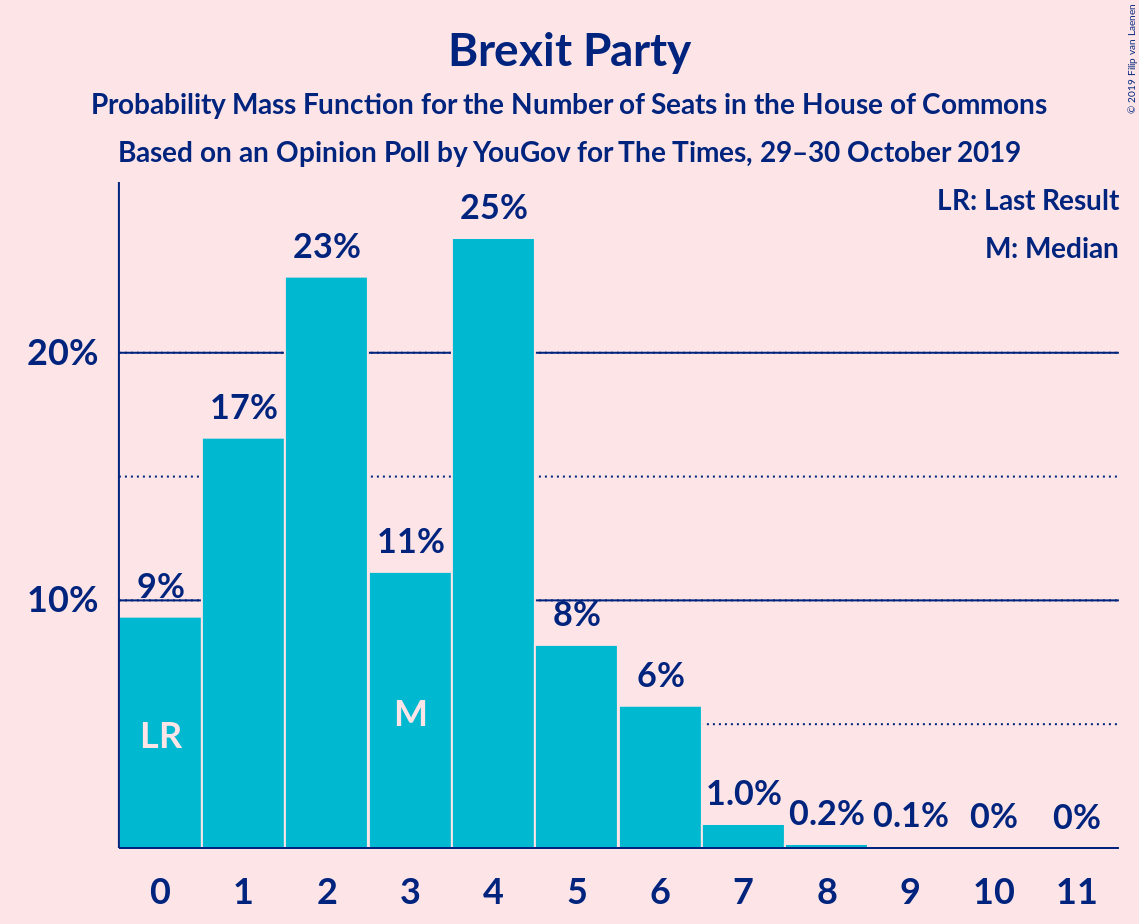 Brexit Party
Probability Mass Function for the Number of Seats in the House of Commons
Based on an Opinion Poll by YouGov for The Times, 29–30 October 2019
© 2019 Filip van Laenen
LR: Last Result
M: Median
20%
10%
9%
17%
23%
11%
25%
8%
6%
1.0%
0.2%
0.1%
0%
0%
LR
M
0 1 2 3 4 5 6 7 8 9 10 11